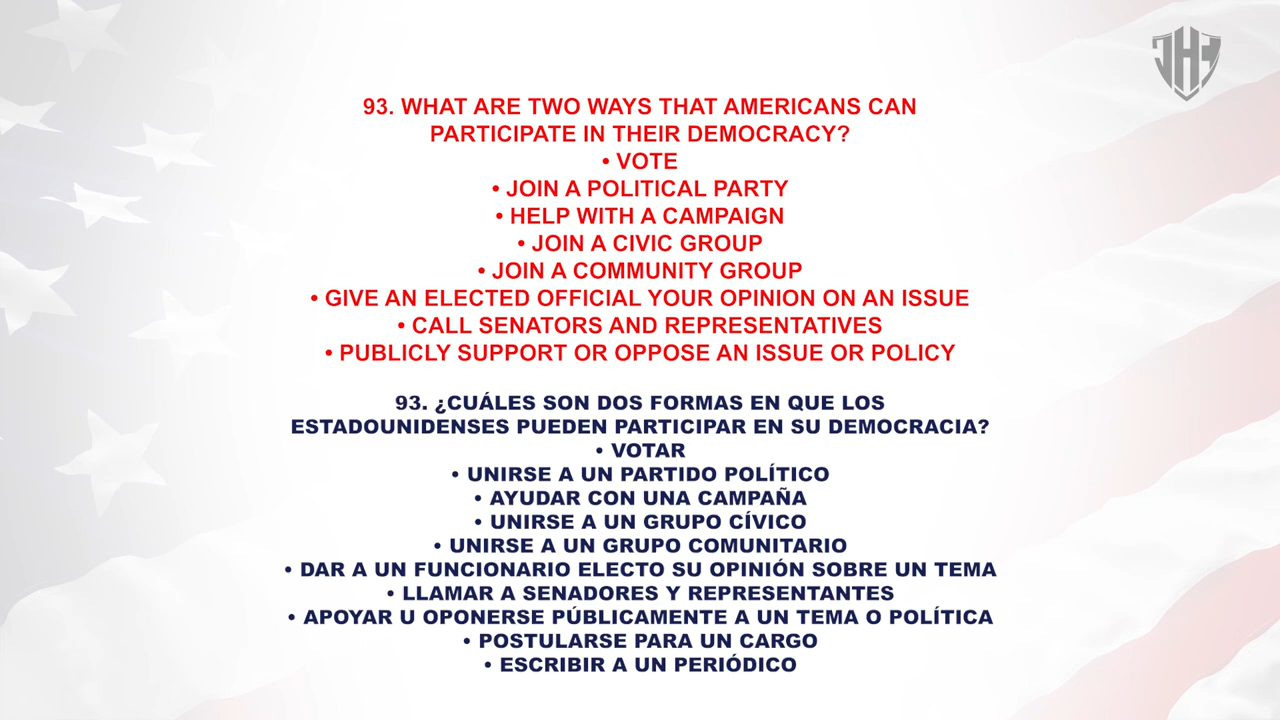 JHE
93. WHAT ARE TWO WAYS THAT AMERICANS CAN
PARTICIPATE IN THEIR DEMOCRACY?
• VOTE
• JOIN A POLITICAL PARTY
• HELP WITH A CAMPAIGN
• JOIN A CIVIC GROUP
• JOIN A COMMUNITY GROUP
• GIVE AN ELECTED OFFICIAL YOUR OPINION ON AN ISSUE
• CALL SENATORS AND REPRESENTATIVES
• PUBLICLY SUPPORT OR OPPOSE AN ISSUE OR POLICY
93. ¿CUÁLES SON DOS FORMAS EN QUE LOS
ESTADOUNIDENSES PUEDEN PARTICIPAR EN SU DEMOCRACIA?
• VOTAR
• UNIRSE A UN PARTIDO POLÍTICO
• AYUDAR CON UNA CAMPAÑA
• UNIRSE A UN GRUPO CÍVICO
• UNIRSE A UN GRUPO COMUNITARIO
• DAR A UN FUNCIONARIO ELECTO SU OPINIÓN SOBRE UN TEMA
• LLAMAR A SENADORES Y REPRESENTANTES
• APOYAR U OPONERSE PÚBLICAMENTE A UN TEMA O POLÍTICA
• POSTULARSE PARA UN CARGO
• ESCRIBIR A UN PERIÓDICO